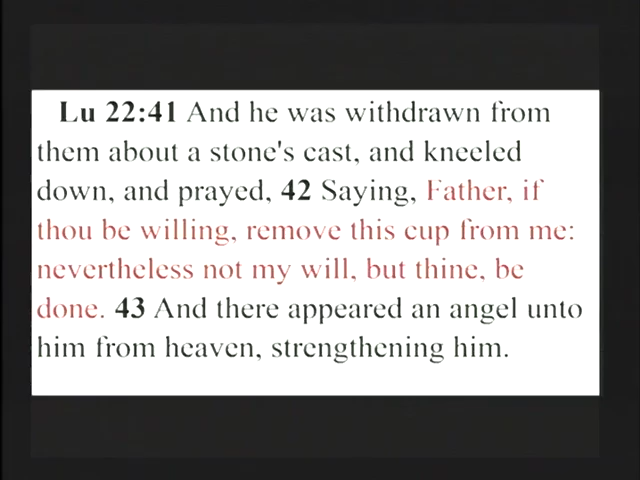 Lu 22:41 And he was withdrawn from
them about a stone's cast, and kneeled
down, and prayed, 42 Saying, Father, if
thou be willing, remove this cup from me:
nevertheless not my will, but thine, be
done. 43 And there appeared an angel unto
him from heaven, strengthening him.